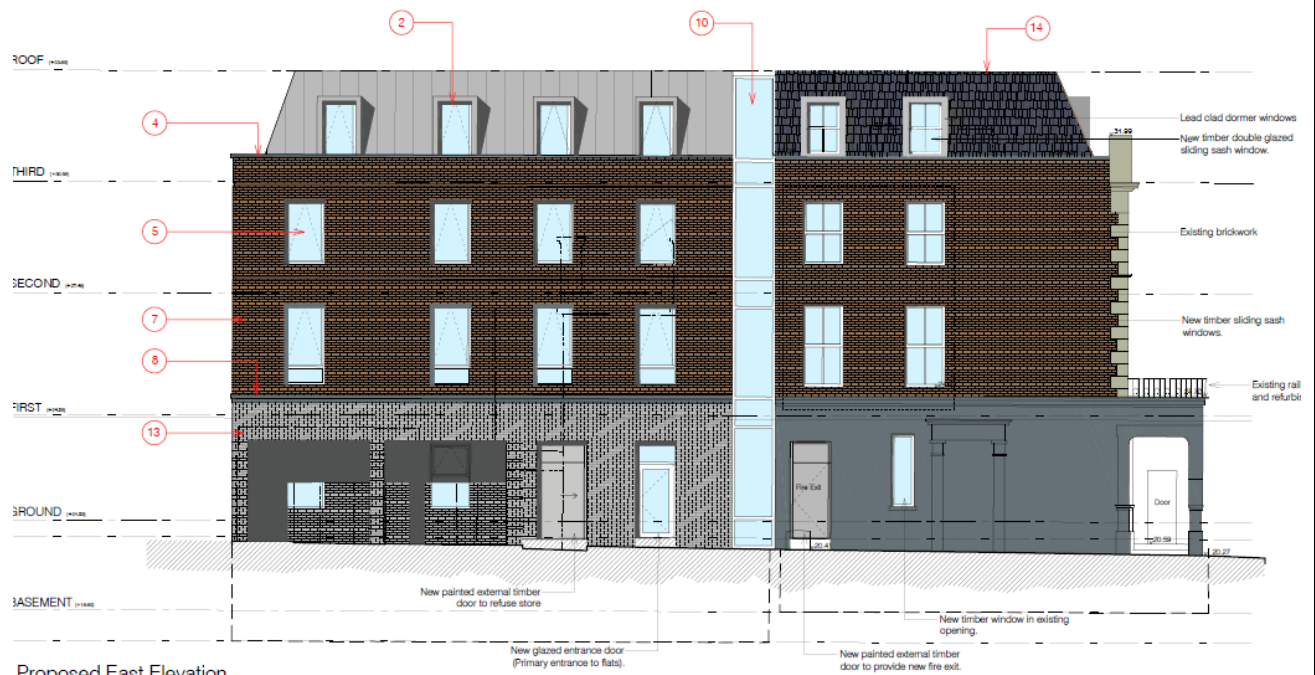 2
10
14
ROOF
4
Lead clad dormer windows
31.99
New timber double glazed
sliding sash window.
THIRD
5
Existing brickwork
SECOND
7
New timber sliding sash
windows.
8
Existing rail
and refurbis
FIRST
13
Fire Exit
Door
GROUND
20.41
20.59
20.27
BASEMENT
New painted external timber
door to refuse store
New timber window in existing
opening.
New glazed entrance door
(Primary entrance to flats).
New painted external timber
door to provide new fire exit.
Proposed East Elevation